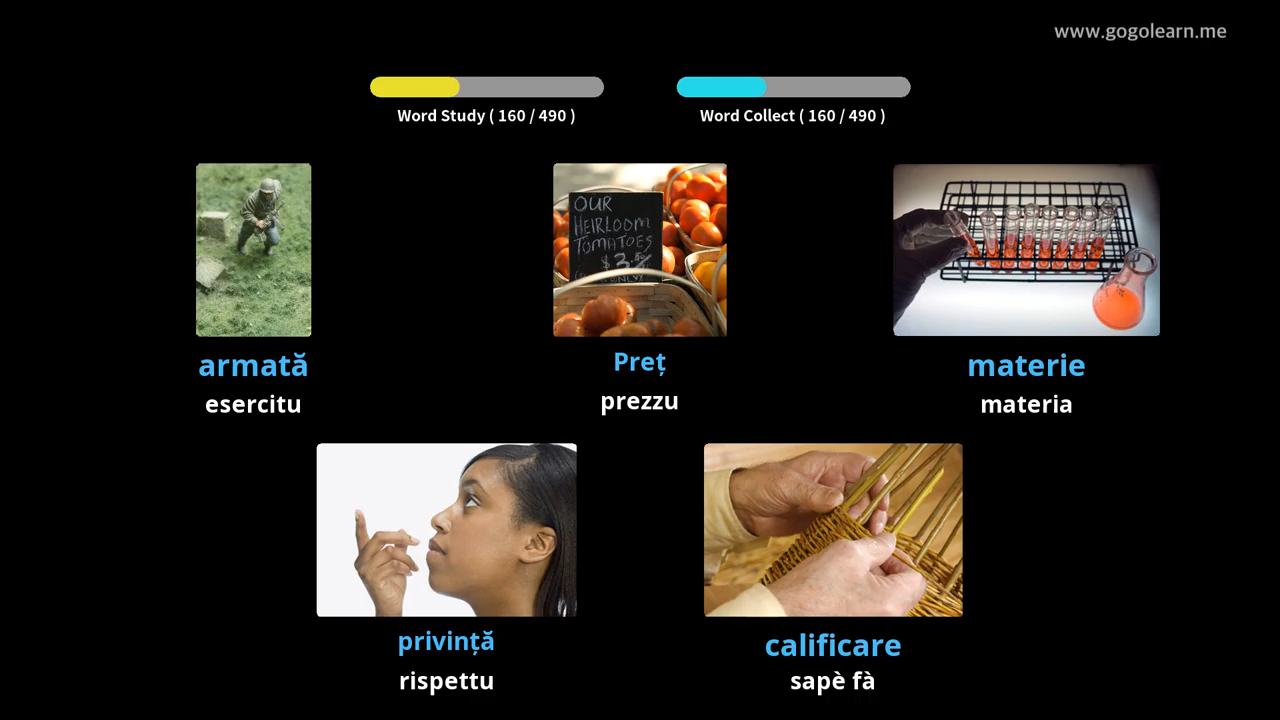 www.gogolearn.me
Word Study ( 160 / 490 )
Word Collect ( 160 / 490 )
OUR
HEIRLOOM
TOMATOES
armată
Preț
materie
esercitu
prezzu
materia
privință
calificare
rispettu
sapè fà